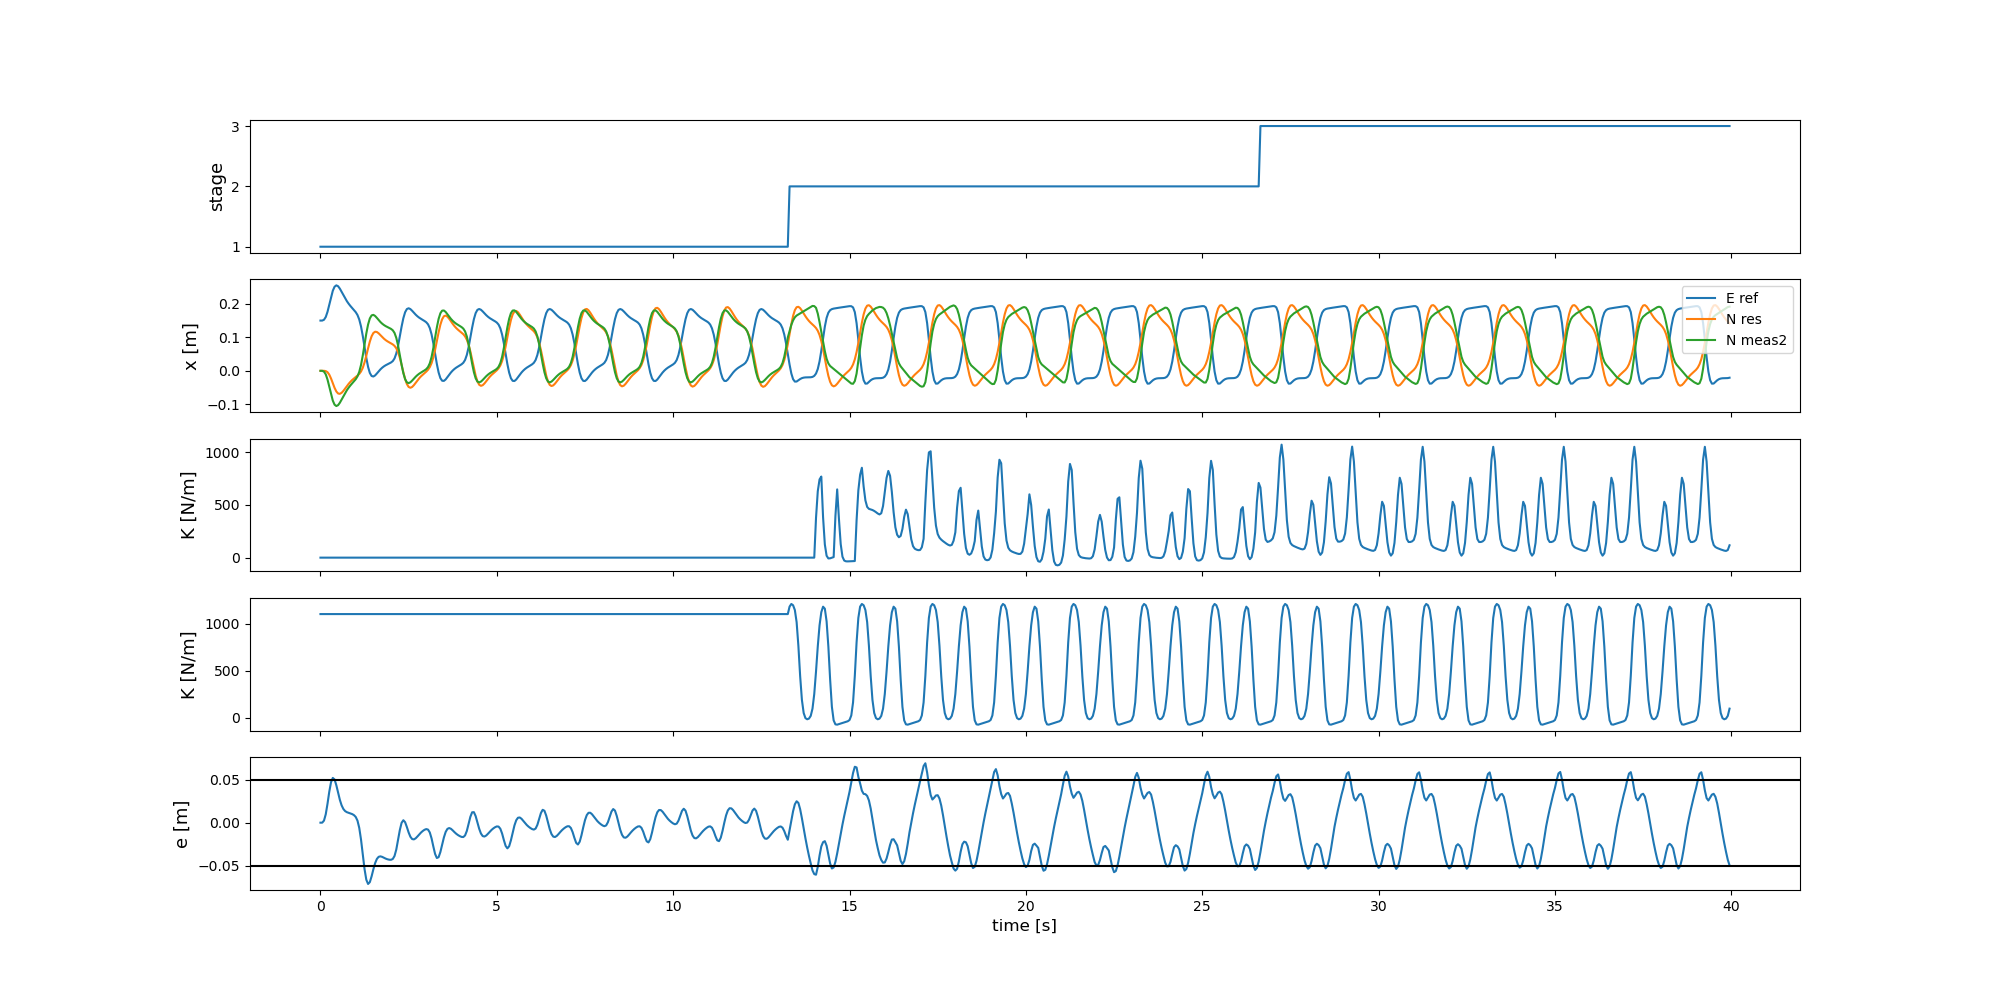 3
2
1
stage
0.2
0.1
0.0
−0.1
x [m]
E ref
N res
N meas2
1000
500
0
K [N/m]
1000
500
0
K [N/m]
0.05
0.00
−0.05
e [m]
0 5 10 15 20 25 30 35 40
time [s]